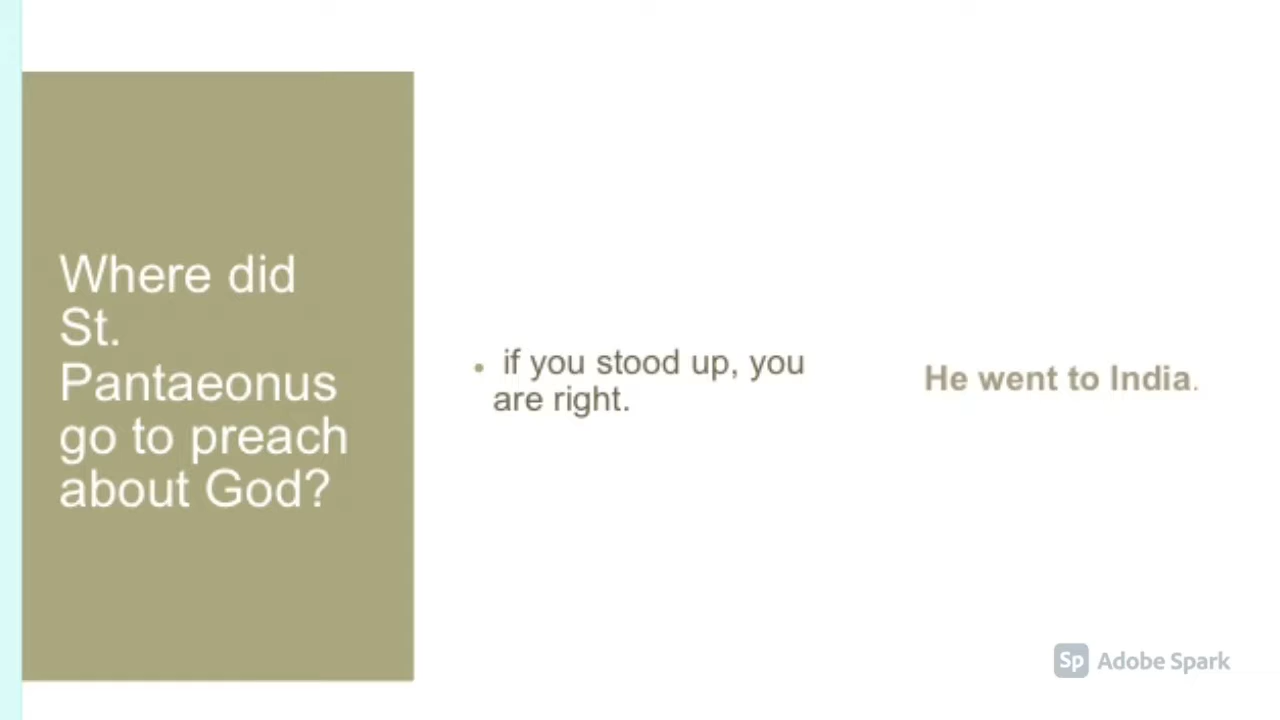 Where did
St.
Pantaeonus
go to preach
about God?
• if you stood up, you
are right.
He went to India.
Sp Adobe Spark